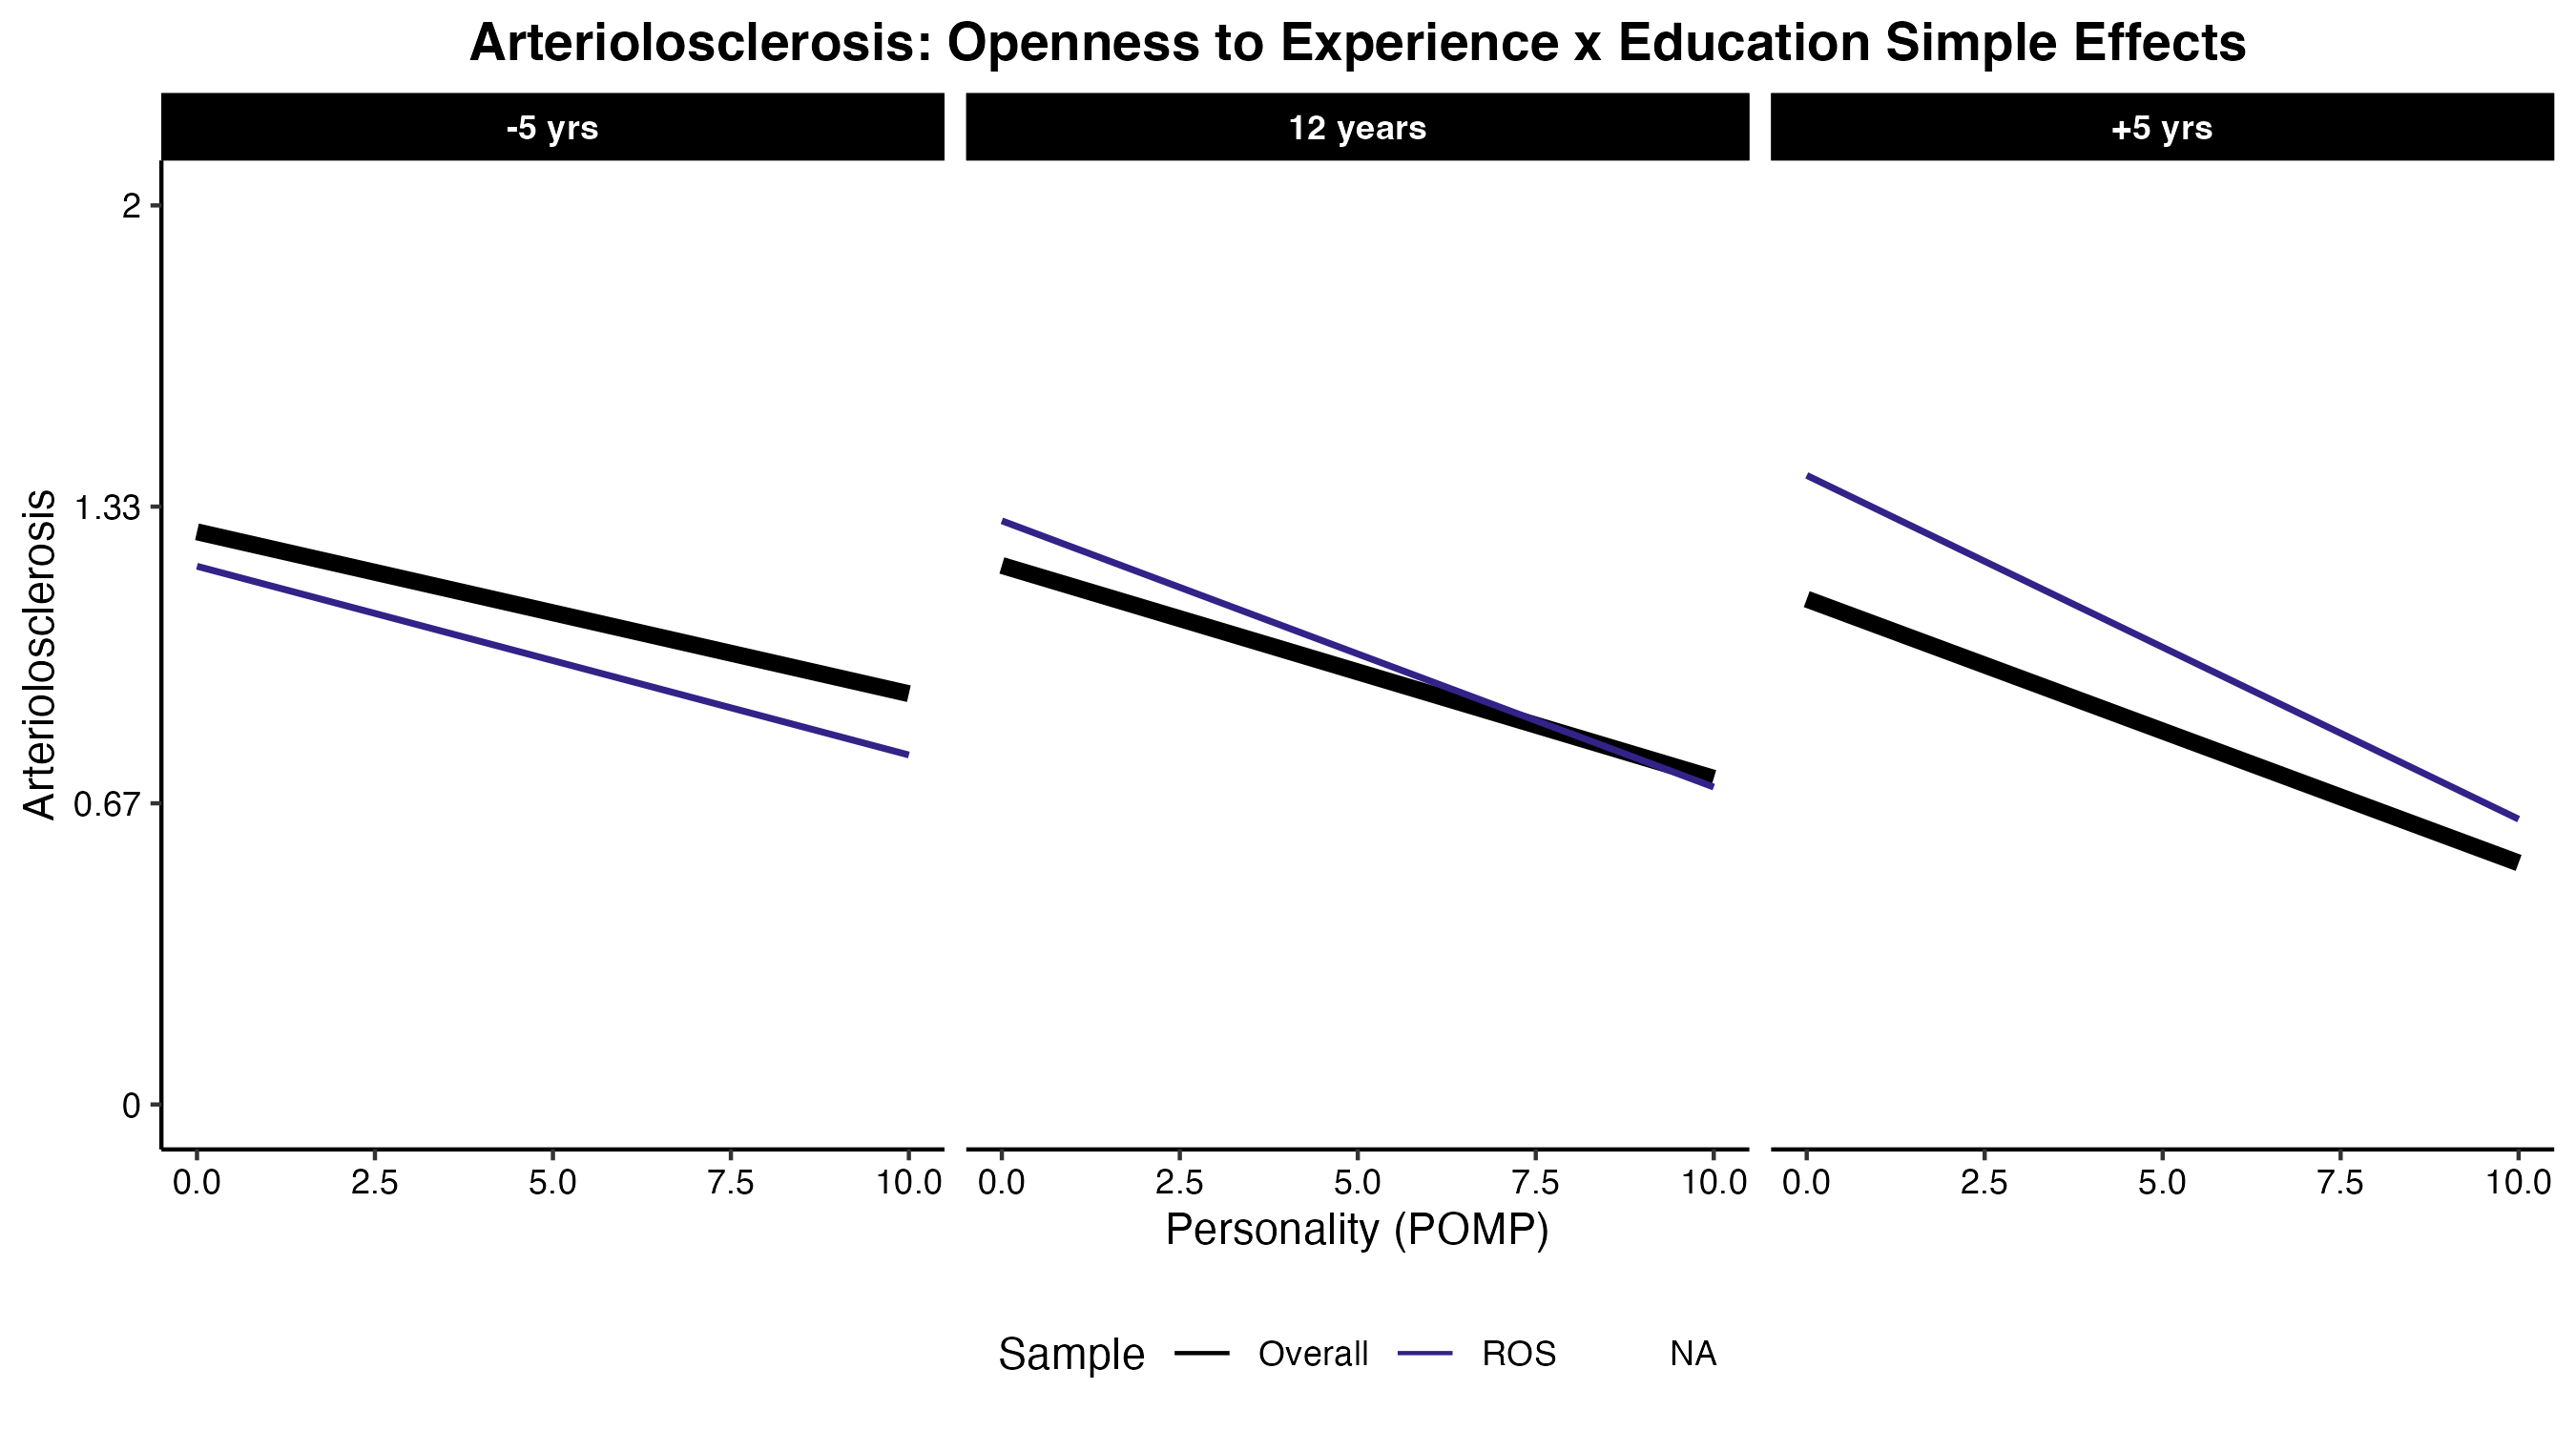 Arteriolosclerosis: Openness to Experience x Education Simple Effects
-5 yrs
12 years
+5 yrs
Arteriolosclerosis
2
1.33
0.67
0
0.0 2.5 5.0 7.5 10.0
0.0 2.5 5.0 7.5 10.0
0.0 2.5 5.0 7.5 10.0
Personality (POMP)
Sample Overall ROS NA